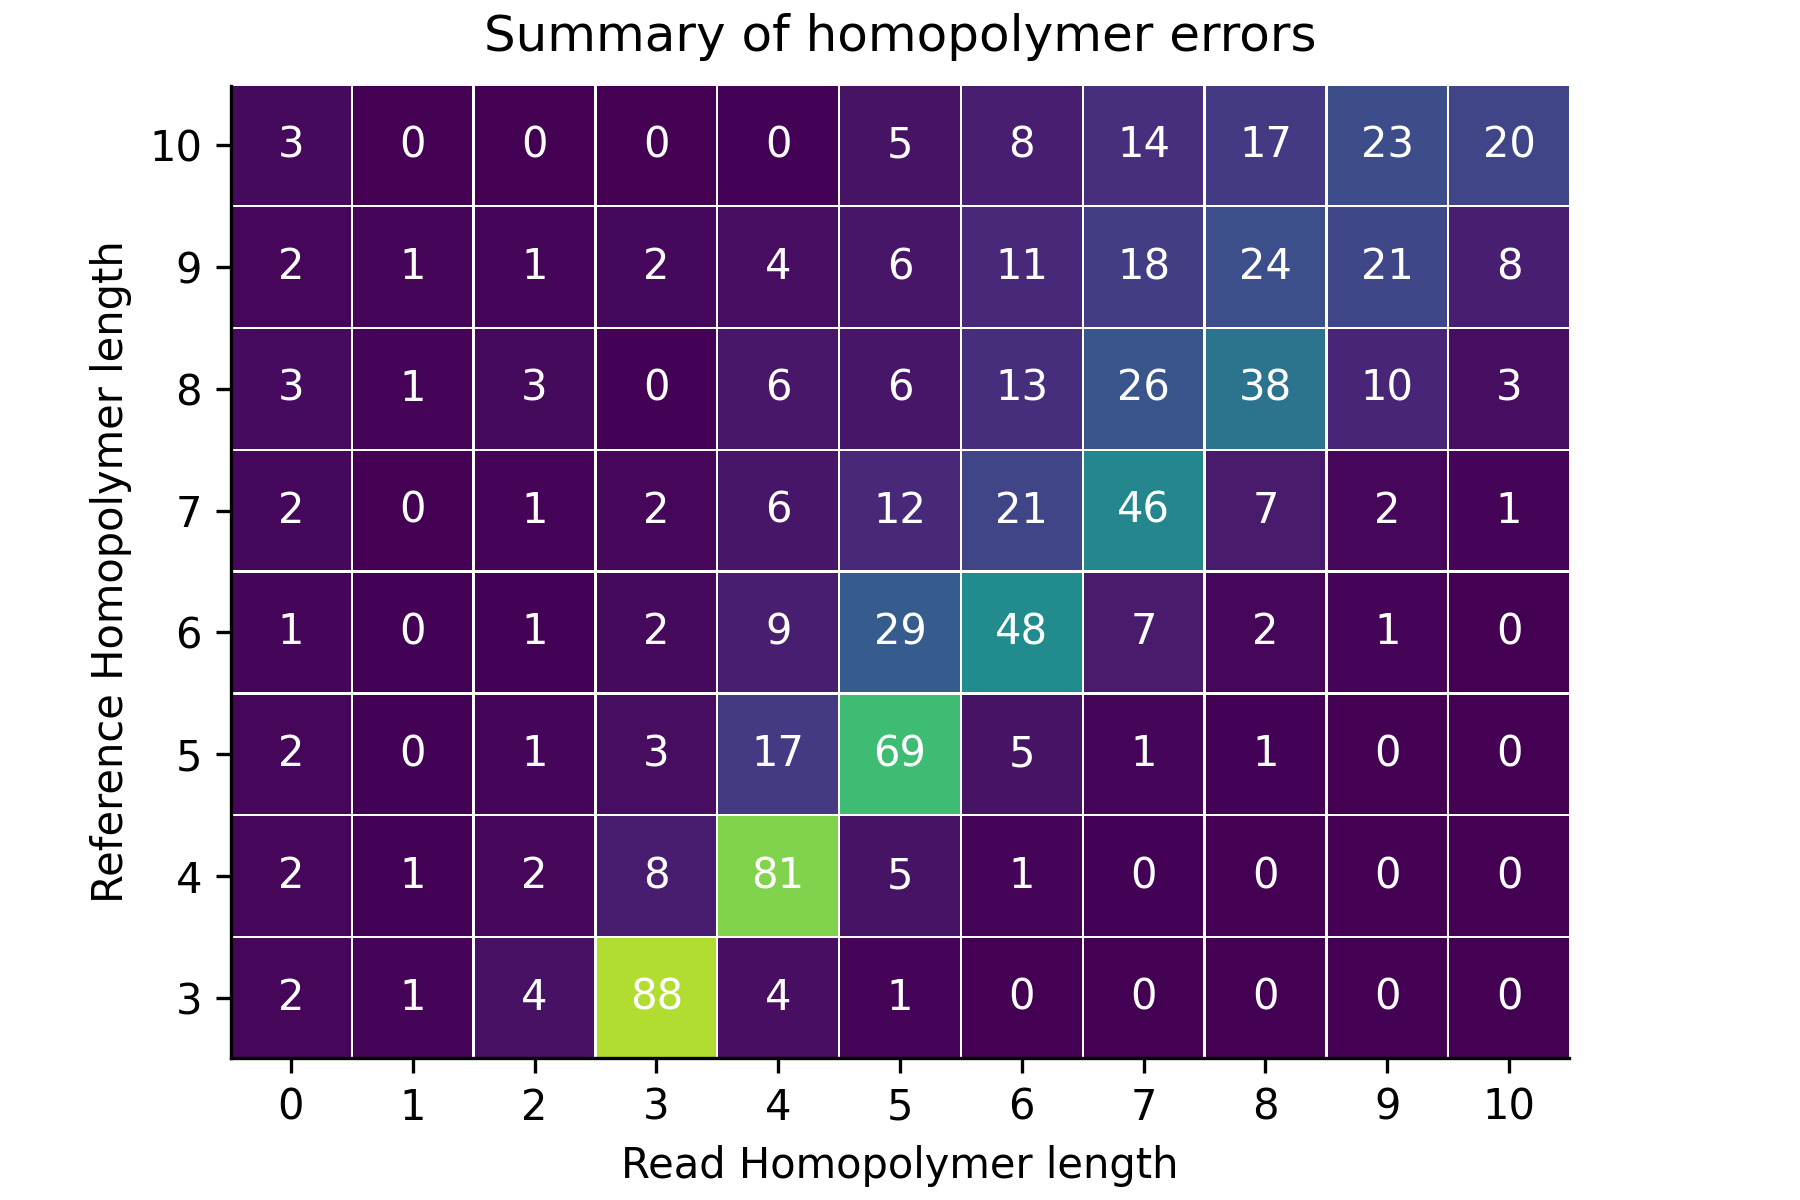 Summary of homopolymer errors
Reference Homopolymer length
10 3 0 0 0 0 5 8 14 17 23 20
9 2 1 1 2 4 6 11 18 24 21 8
8 3 1 3 0 6 6 13 26 38 10 3
7 2 0 1 2 6 12 21 46 7 2 1
6 1 0 1 2 9 29 48 7 2 1 0
5 2 0 1 3 17 69 5 1 1 0 0
4 2 1 2 8 81 5 1 0 0 0 0
3 2 1 4 88 4 1 0 0 0 0 0
0 1 2 3 4 5 6 7 8 9 10
Read Homopolymer length